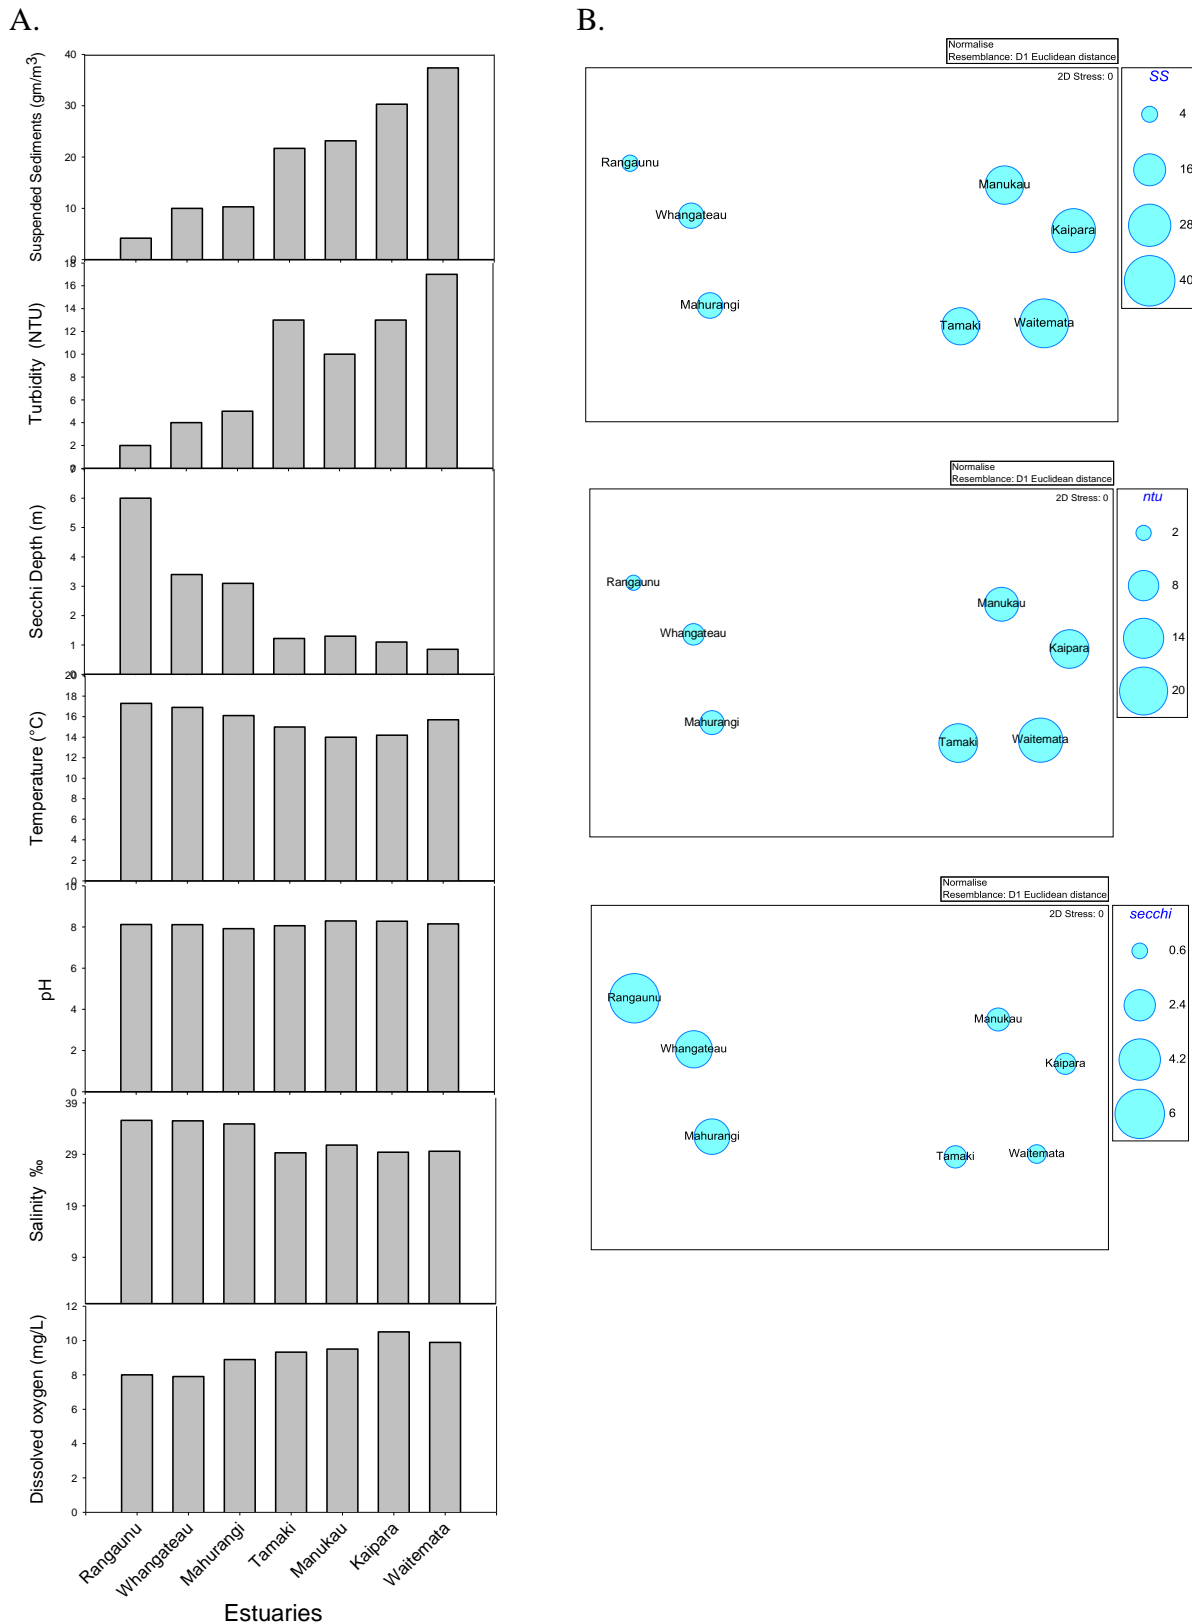 A.
B.
Suspended Sediments (gm/m³)
40
30
20
10
0
Turbidity (NTU)
18
16
14
12
10
8
6
4
2
0
Secchi Depth (m)
7
6
5
4
3
2
1
0
Temperature (°C)
20
18
16
14
12
10
8
6
4
2
0
pH
10
8
6
4
2
0
Salinity ‰
39
29
19
9
Dissolved oxygen (mg/L)
12
10
8
6
4
2
0
Rangaunu
Whangateau
Mahurangi
Tamaki
Manukau
Kaipara
Waitemata
Estuaries
Normalise
Resemblance: D1 Euclidean distance
2D Stress: 0
Rangaunu
Whangateau
Mahurangi
Manukau
Kaipara
Tamaki
Waitemata
SS
4
16
28
40
Normalise
Resemblance: D1 Euclidean distance
2D Stress: 0
Rangaunu
Whangateau
Mahurangi
Manukau
Kaipara
Tamaki
Waitemata
ntu
2
8
14
20
Normalise
Resemblance: D1 Euclidean distance
2D Stress: 0
Rangaunu
Whangateau
Mahurangi
Manukau
Kaipara
Tamaki
Waitemata
secchi
0.6
2.4
4.2
6